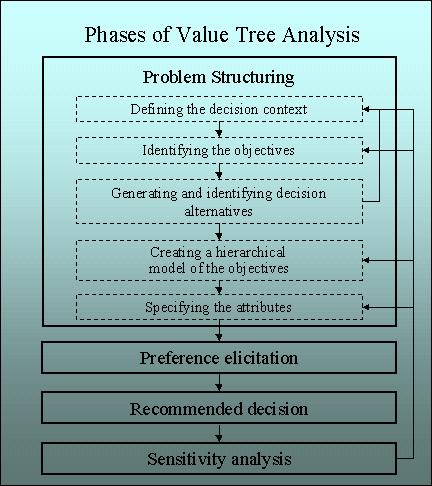 Phases of Value Tree Analysis
Problem Structuring
Defining the decision context
Identifying the objectives
Generating and identifying decision
alternatives
Creating a hierarchical
model of the objectives
Specifying the attributes
Preference elicitation
Recommended decision
Sensitivity analysis